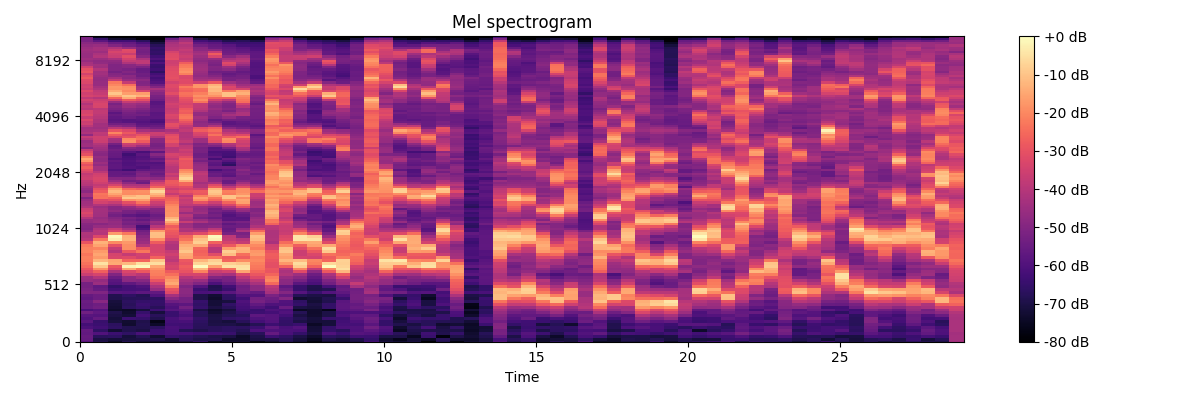 Mel spectrogram
8192
4096
2048
1024
512
0
Hz
0 5 10 15 20 25
Time
+0 dB
-10 dB
-20 dB
-30 dB
-40 dB
-50 dB
-60 dB
-70 dB
-80 dB